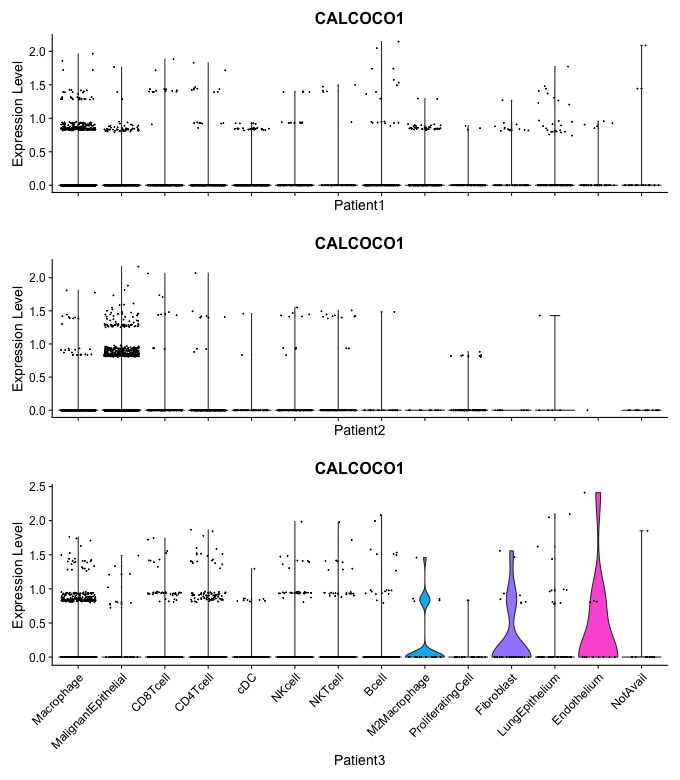 CALCOCO1
Expression Level
2.0
1.5
1.0
0.5
0.0
Patient1
CALCOCO1
Expression Level
2.0
1.5
1.0
0.5
0.0
Patient2
CALCOCO1
Expression Level
2.5
2.0
1.5
1.0
0.5
0.0
Macrophage
MalignantEpithelial
CD8Tcell
CD4Tcell
cDC
NKcell
NKTcell
Bcell
M2Macrophage
ProliferatingCell
Fibroblast
LungEpithelium
Endothelium
NotAvail
Patient3